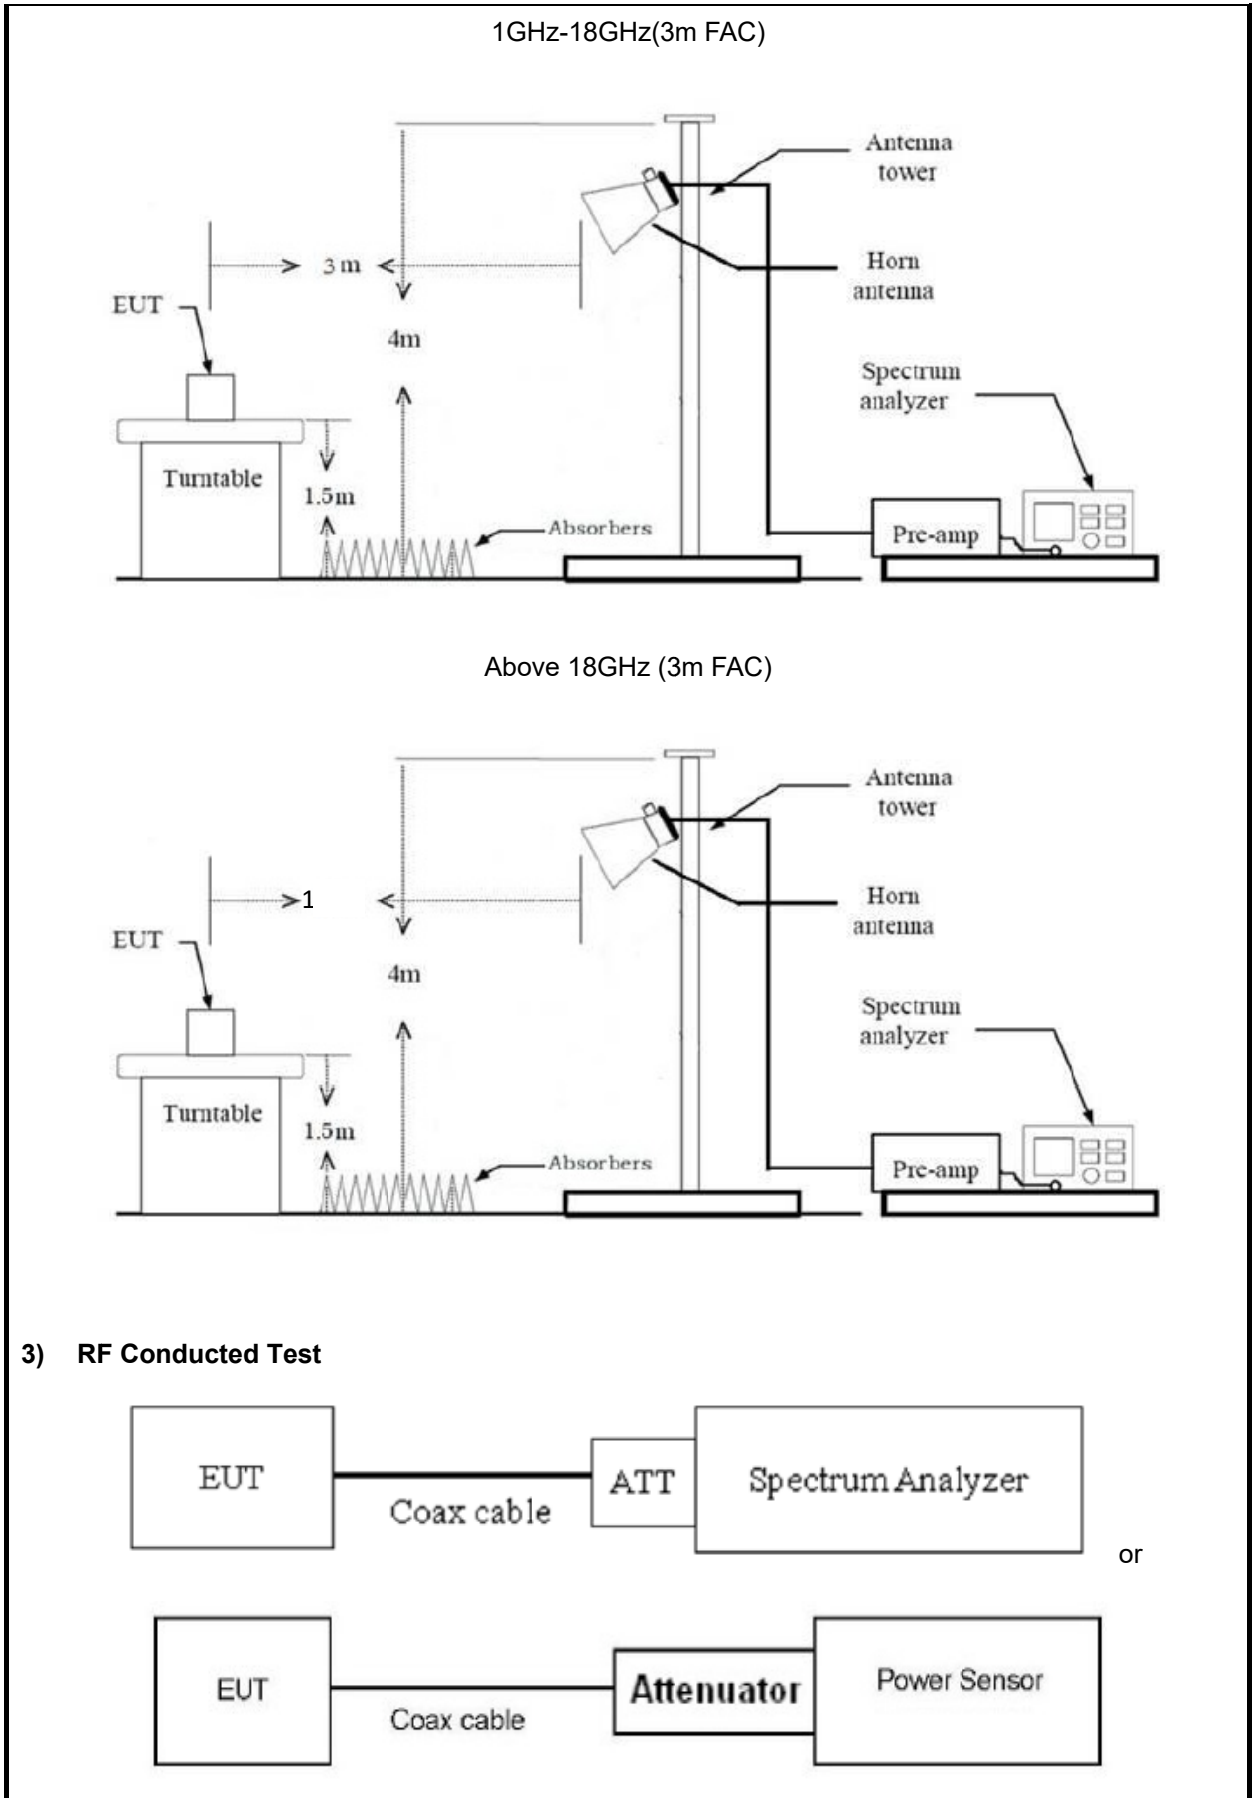 1GHz-18GHz(3m FAC)
Antenna
tower
3 m
Horn
antenna
EUT
4m
Spectrum
analyzer
Turntable
1.5m
Absorbers
Pre-amp
Above 18GHz (3m FAC)
Antenna
tower
1
Horn
antenna
EUT
4m
Spectrum
analyzer
Turntable
1.5m
Absorbers
Pre-amp
3) RF Conducted Test
EUT
ATT
Spectrum Analyzer
Coax cable
or
EUT
Attenuator
Power Sensor
Coax cable